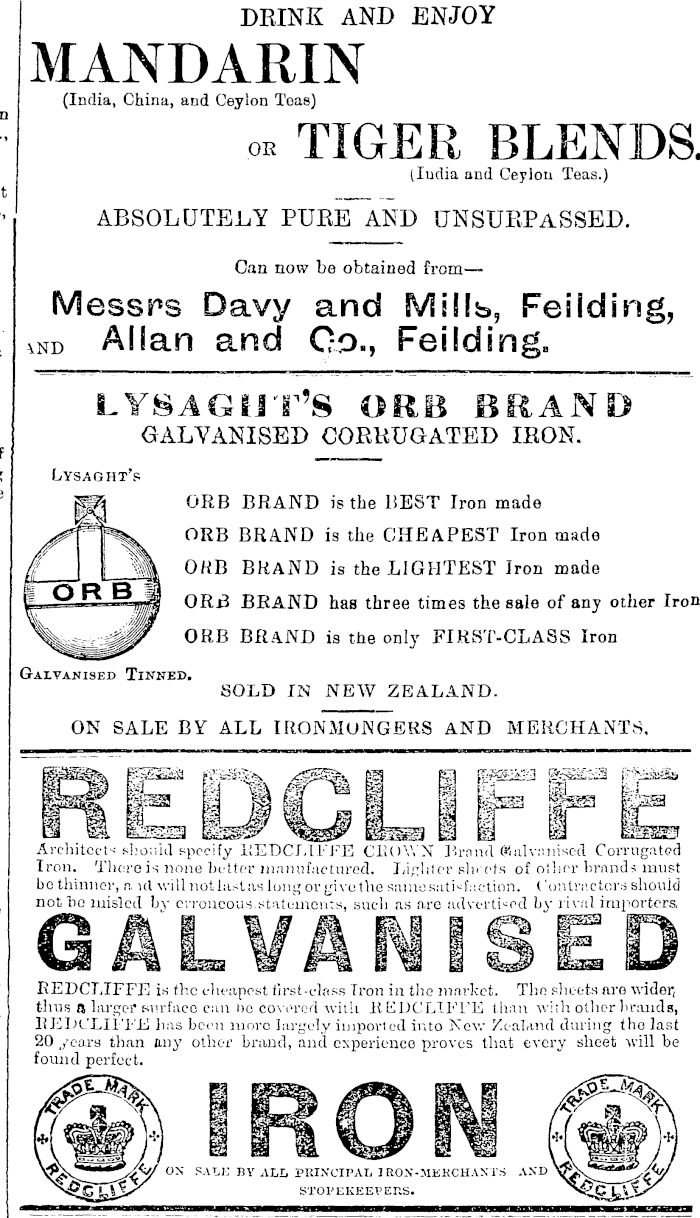 DRINK AND ENJOY
MANDARIN
(India, China, and Ceylon Teas)
OR TIGER BLENDS.
(India and Ceylon Teas.)
ABSOLUTELY PURE AND UNSURPASSED.
Can now be obtained from—
Messrs Davy and Mills, Feilding,
AND Allan and Co., Feilding.
LYSAGHT'S ORB BRAND
GALVANISED CORRUGATED IRON.
LYSAGHT'S
ORB
GALVANISED TINNED.
ORB BRAND is the BEST Iron made
ORB BRAND is the CHEAPEST Iron made
ORB BRAND is the LIGHTEST Iron made
ORB BRAND has three times the sale of any other Iron
ORB BRAND is the only FIRST-CLASS Iron
SOLD IN NEW ZEALAND.
ON SALE BY ALL IRONMONGERS AND MERCHANTS.
REDCLIFFE
Architects should specify REDCLIFFE CROWN Brand Galvanised Corrugated
Iron. There is none better manufactured. Lighter sheets of other brands must
be thinner, and will not last as long or give the same satisfaction. Contractors should
not be misled by erroneous statements, such as are advertised by rival importers.
GALVANISED
REDCLIFFE is the cheapest first-class Iron in the market. The sheets are wider,
thus a larger surface can be covered with REDCLIFFE than with other brands,
REDCLIFFE has been more largely imported into New Zealand during the last
20 years than any other brand, and experience proves that every sheet will be
found perfect.
TRADE MARK
REDCLIFFE
IRON
TRADE MARK
REDCLIFFE
ON SALE BY ALL PRINCIPAL IRON-MERCHANTS AND
STOPEKEEPERS.